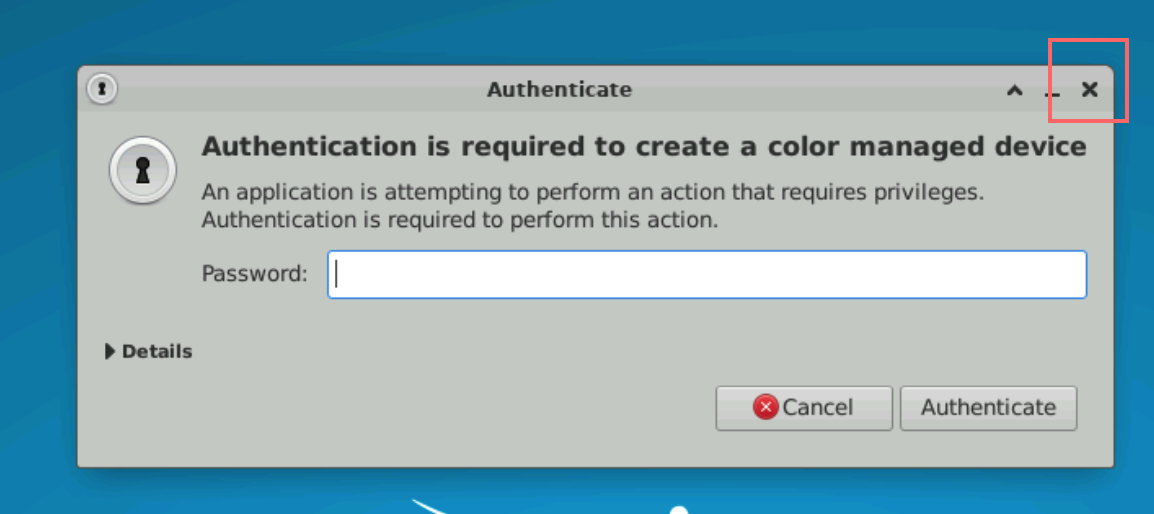 Authenticate
Authentication is required to create a color managed device
An application is attempting to perform an action that requires privileges.
Authentication is required to perform this action.
Password:
Details
Cancel
Authenticate